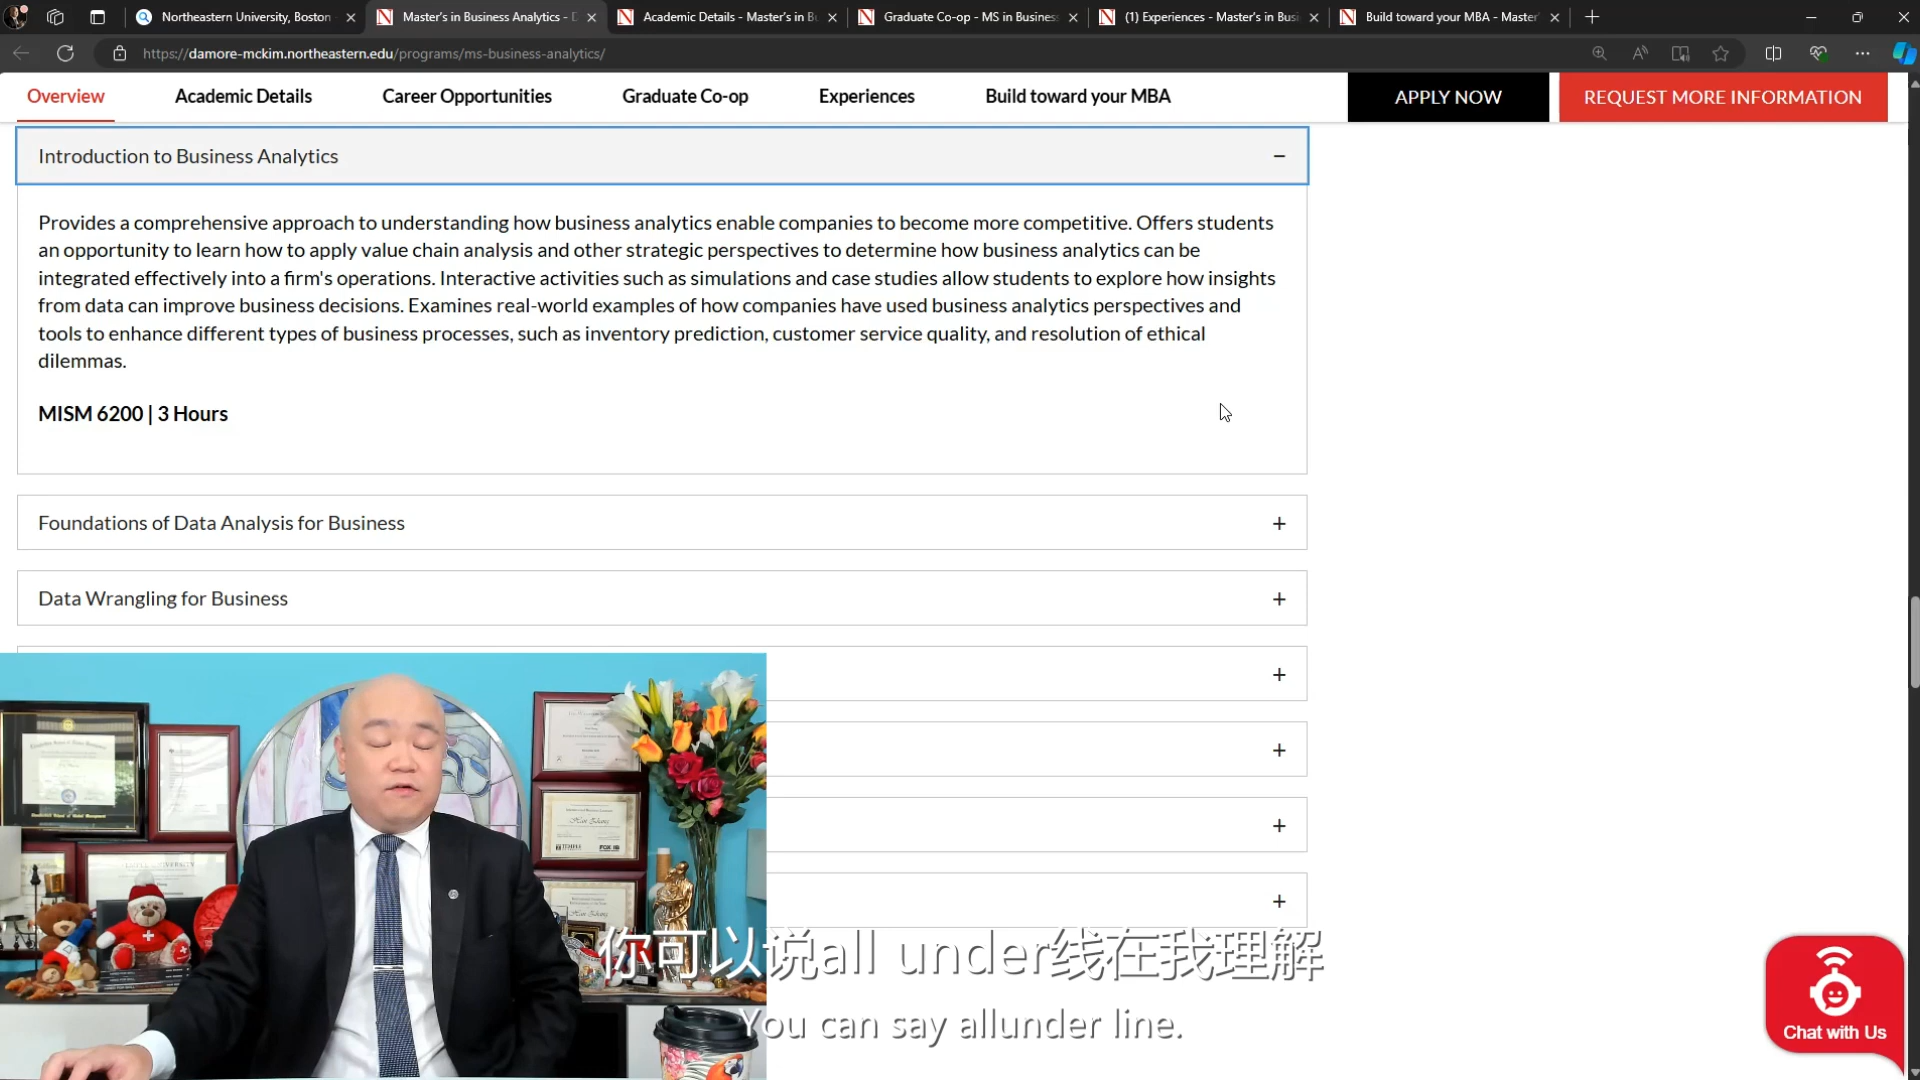 Northeastern University, Boston
Master's in Business Analytics - D
Academic Details - Master's in Bu
Graduate Co-op - MS in Business
(1) Experiences - Master's in Busi
Build toward your MBA - Master'
https://damore-mckim.northeastern.edu/programs/ms-business-analytics/
Overview
Academic Details
Career Opportunities
Graduate Co-op
Experiences
Build toward your MBA
APPLY NOW
REQUEST MORE INFORMATION
Introduction to Business Analytics
Provides a comprehensive approach to understanding how business analytics enable companies to become more competitive. Offers students
an opportunity to learn how to apply value chain analysis and other strategic perspectives to determine how business analytics can be
integrated effectively into a firm's operations. Interactive activities such as simulations and case studies allow students to explore how insights
from data can improve business decisions. Examines real-world examples of how companies have used business analytics perspectives and
tools to enhance different types of business processes, such as inventory prediction, customer service quality, and resolution of ethical
dilemmas.
MISM 6200 | 3 Hours
Foundations of Data Analysis for Business
Data Wrangling for Business
你可以说all under线在我理解
You can say allunder line.
Chat with Us